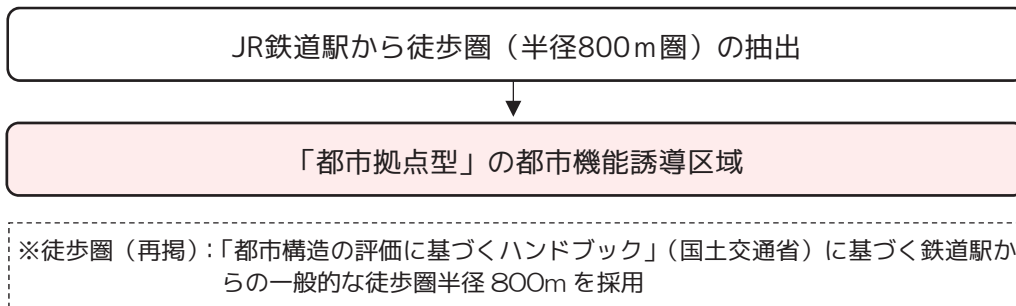 JR鉄道駅から徒歩圏（半径800ｍ圏）の抽出
「都市拠点型」の都市機能誘導区域
※徒歩圏（再掲）：「都市構造の評価に基づくハンドブック」（国土交通省）に基づく鉄道駅か
らの一般的な徒歩圏半径 800m を採用